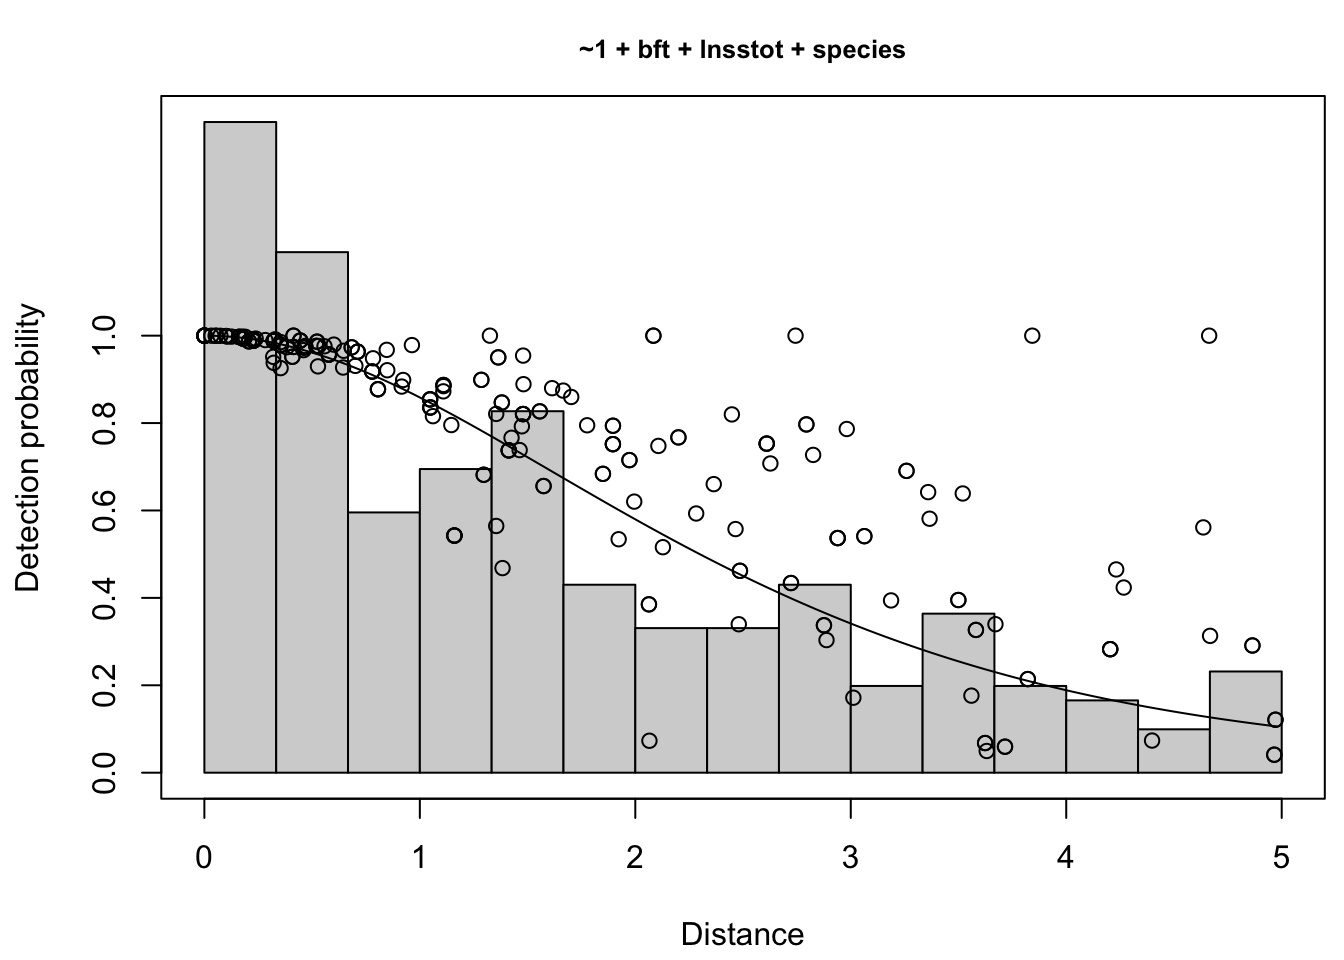 ~1 + bft + lnsstot + species
Detection probability
1.0
0.8
0.6
0.4
0.2
0.0
0 1 2 3 4 5
Distance